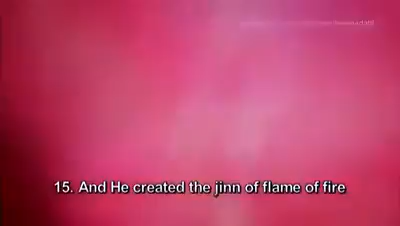 15. And He created the jinn of flame of fire